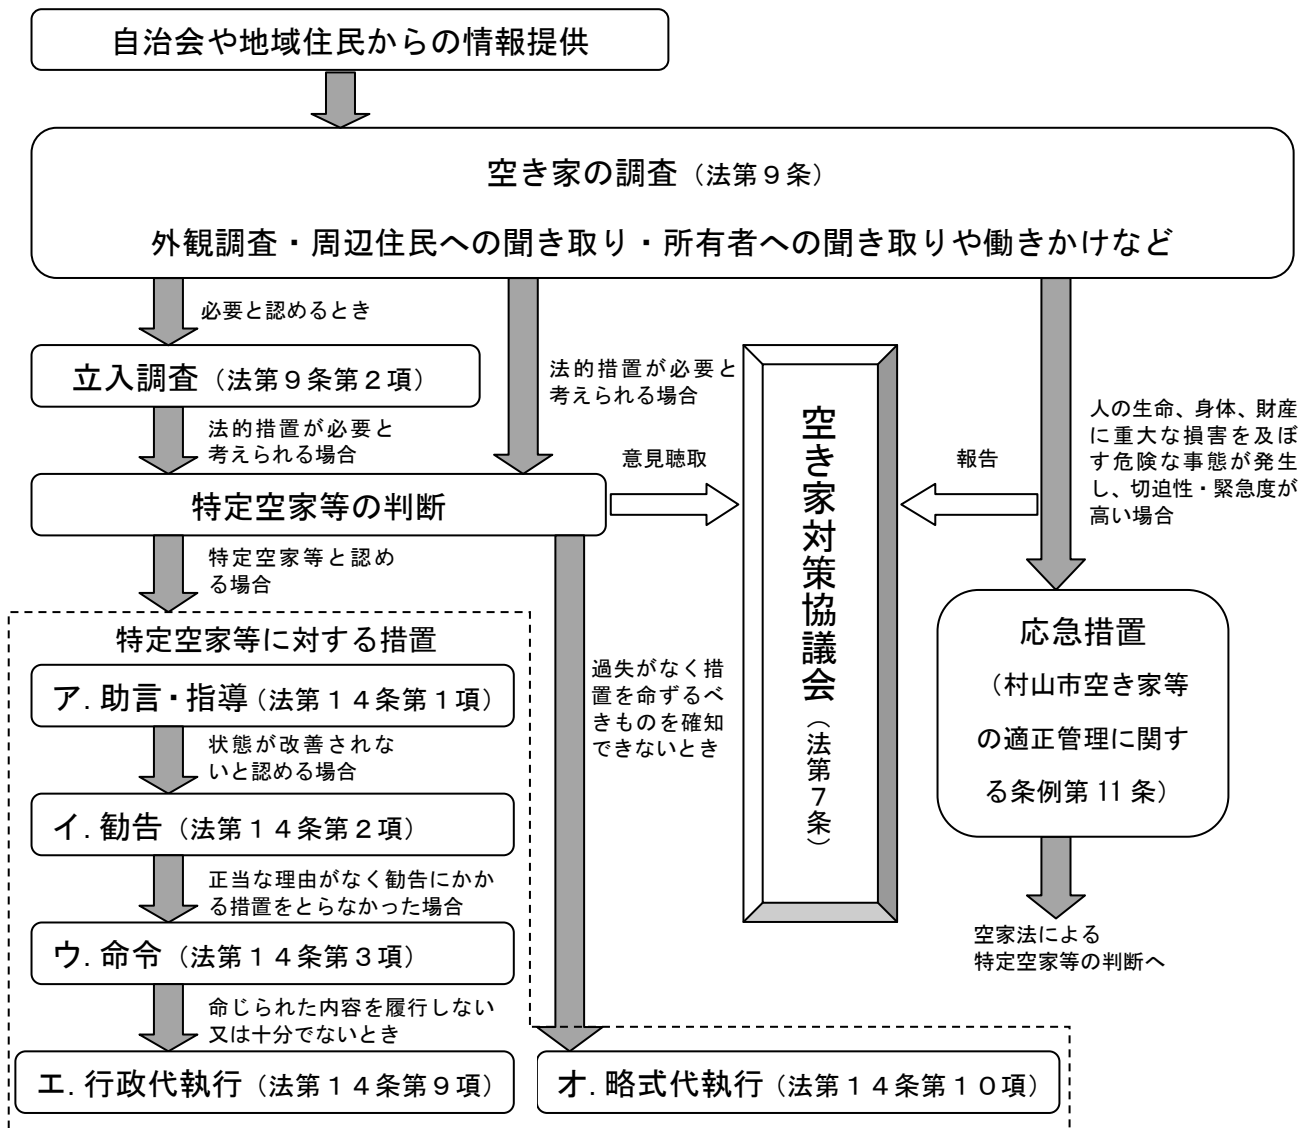 自治会や地域住民からの情報提供
空き家の調査（法第９条）
外観調査・周辺住民への聞き取り・所有者への聞き取りや働きかけなど
必要と認めるとき
立入調査（法第９条第２項）
法的措置が必要と
考えられる場合
法的措置が必要と
考えられる場合
特定空家等の判断
意見聴取
空き家対策協議会（法第７条）
報告
人の生命、身体、財産
に重大な損害を及ぼ
す危険な事態が発生
し、切迫性・緊急度が
高い場合
特定空家等と認め
る場合
特定空家等に対する措置
ア．助言・指導（法第１４条第１項）
状態が改善されな
いと認める場合
イ．勧告（法第１４条第２項）
正当な理由がなく勧告にかか
る措置をとらなかった場合
ウ．命令（法第１４条第３項）
命じられた内容を履行しない
又は十分でないとき
エ．行政代執行（法第１４条第９項）
過失がなく措
置を命ずるべ
きものを確知
できないとき
オ．略式代執行（法第１４条第１０項）
応急措置
（村山市空き家等
の適正管理に関す
る条例第 11 条）
空家法による
特定空家等の判断へ